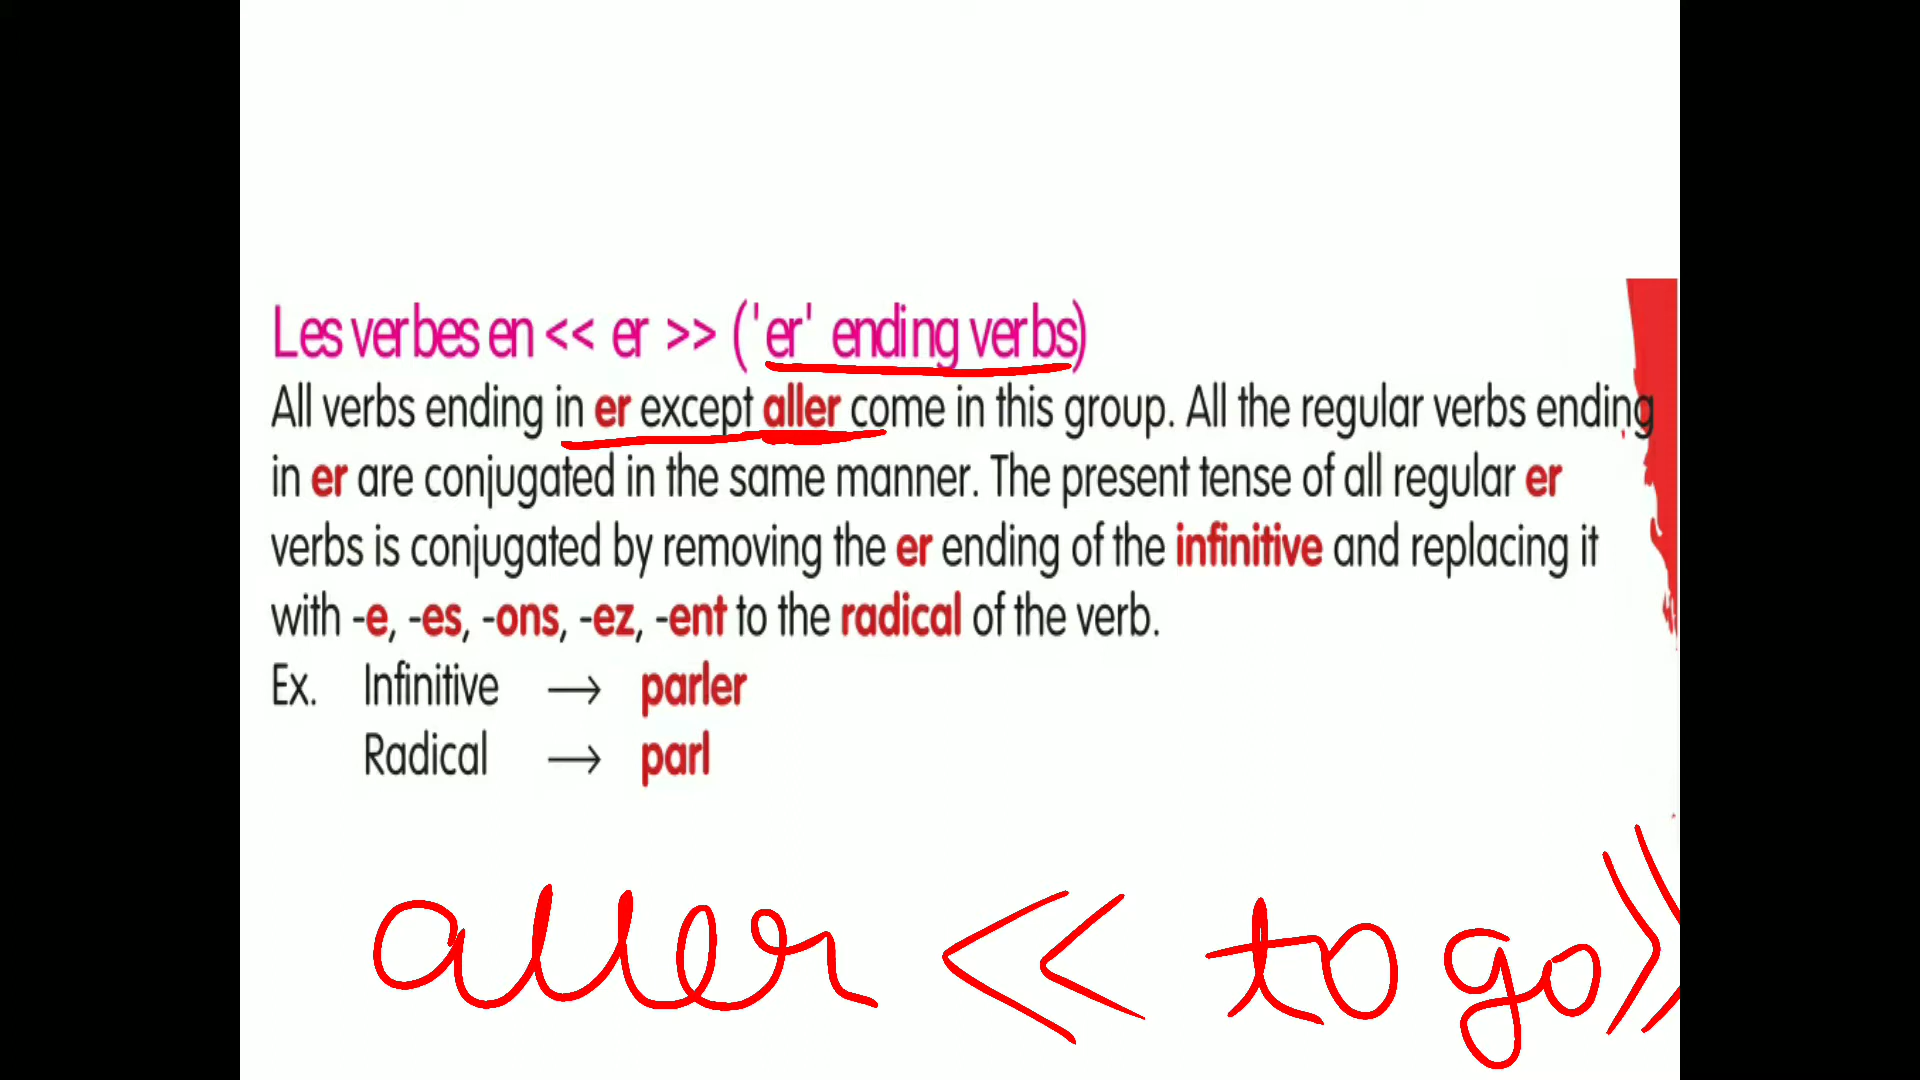 Les verbes en << er >> ('er' ending verbs)
All verbs ending in er except aller come in this group. All the regular verbs ending
in er are conjugated in the same manner. The present tense of all regular er
verbs is conjugated by removing the er ending of the infinitive and replacing it
with -e, -es, -ons, -ez, -ent to the radical of the verb.
Ex. Infinitive → parler
Radical → parl
aller << to go >>